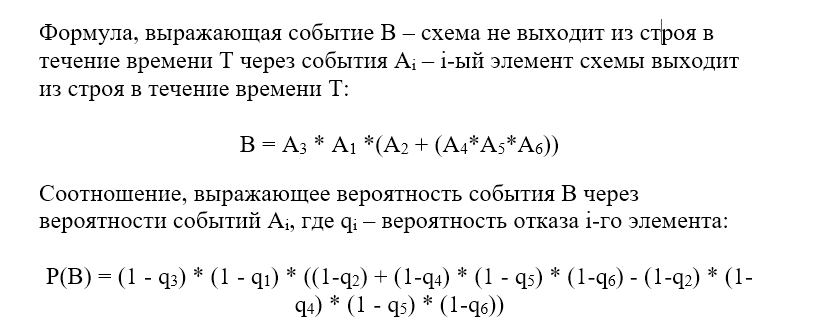 Формула, выражающая событие B – схема не выходит из строя в
течение времени T через события Aᵢ – i-ый элемент схемы выходит
из строя в течение времени T:
B = A₃ * A₁ *(A₂ + (A₄*A₅*A₆))
Соотношение, выражающее вероятность события B через
вероятности событий Aᵢ, где qᵢ – вероятность отказа i-го элемента:
P(B) = (1 - q₃) * (1 - q₁) * ((1-q₂) + (1-q₄) * (1 - q₅) * (1-q₆) - (1-q₂) * (1-
q₄) * (1 - q₅) * (1-q₆))